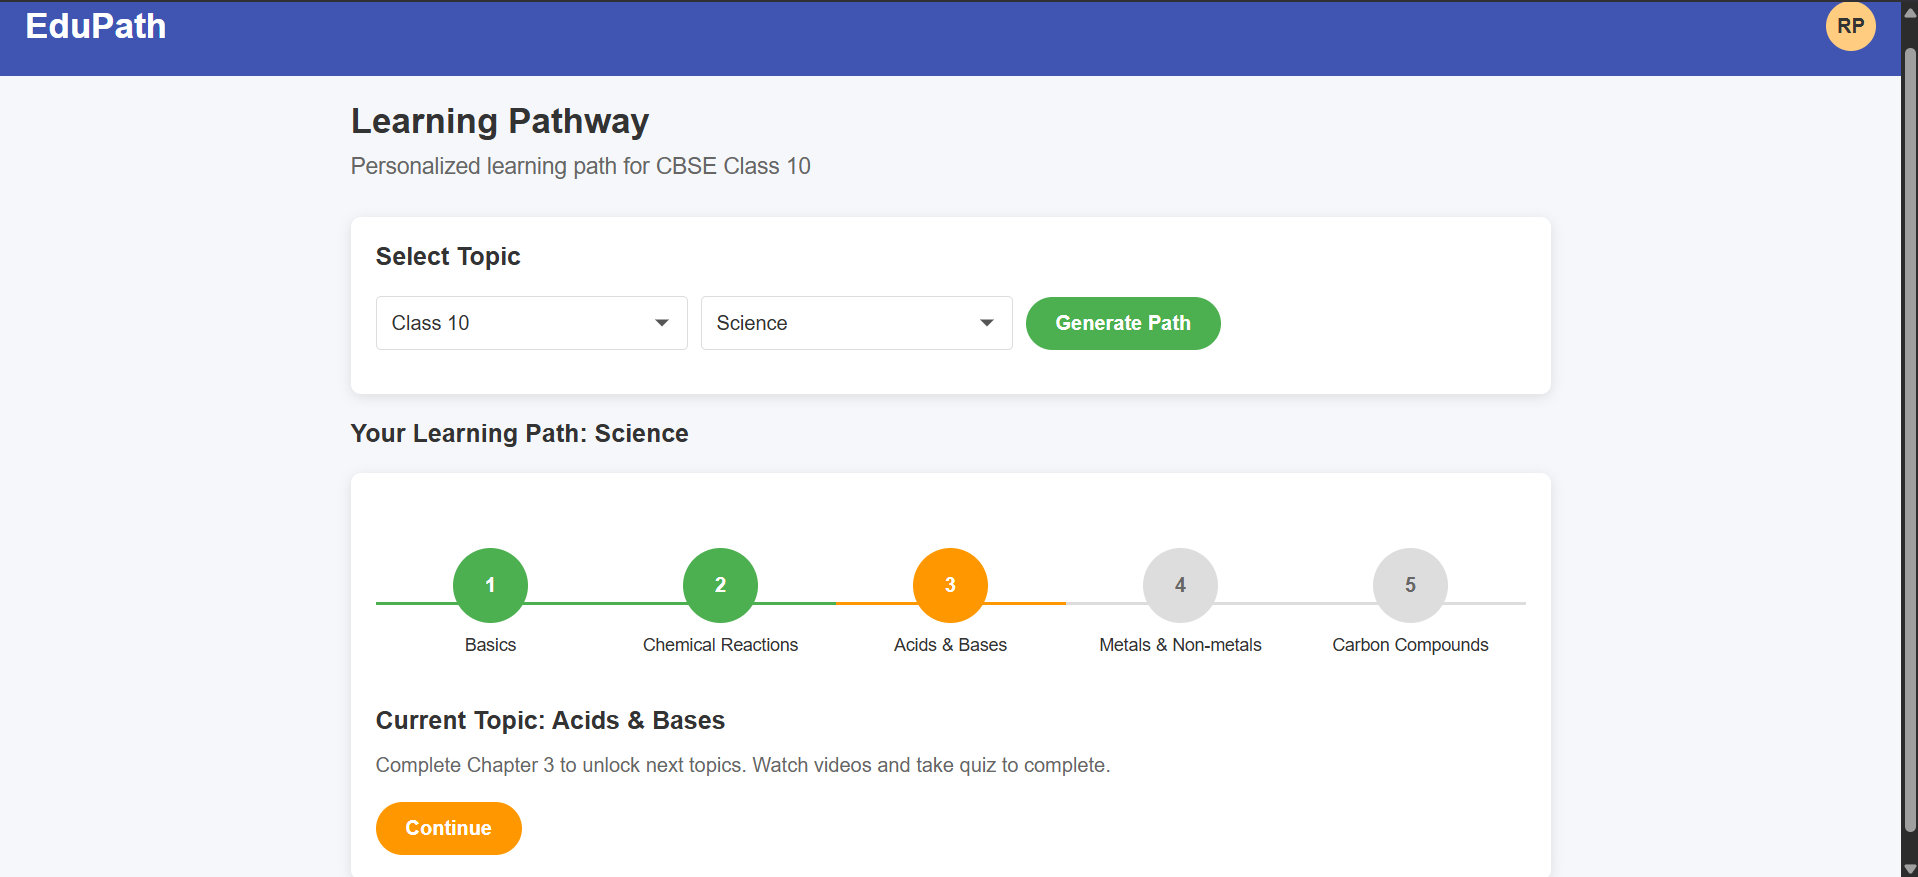 EduPath
RP
Learning Pathway
Personalized learning path for CBSE Class 10
Select Topic
Class 10
Science
Generate Path
Your Learning Path: Science
1
2
3
4
5
Basics
Chemical Reactions
Acids & Bases
Metals & Non-metals
Carbon Compounds
Current Topic: Acids & Bases
Complete Chapter 3 to unlock next topics. Watch videos and take quiz to complete.
Continue